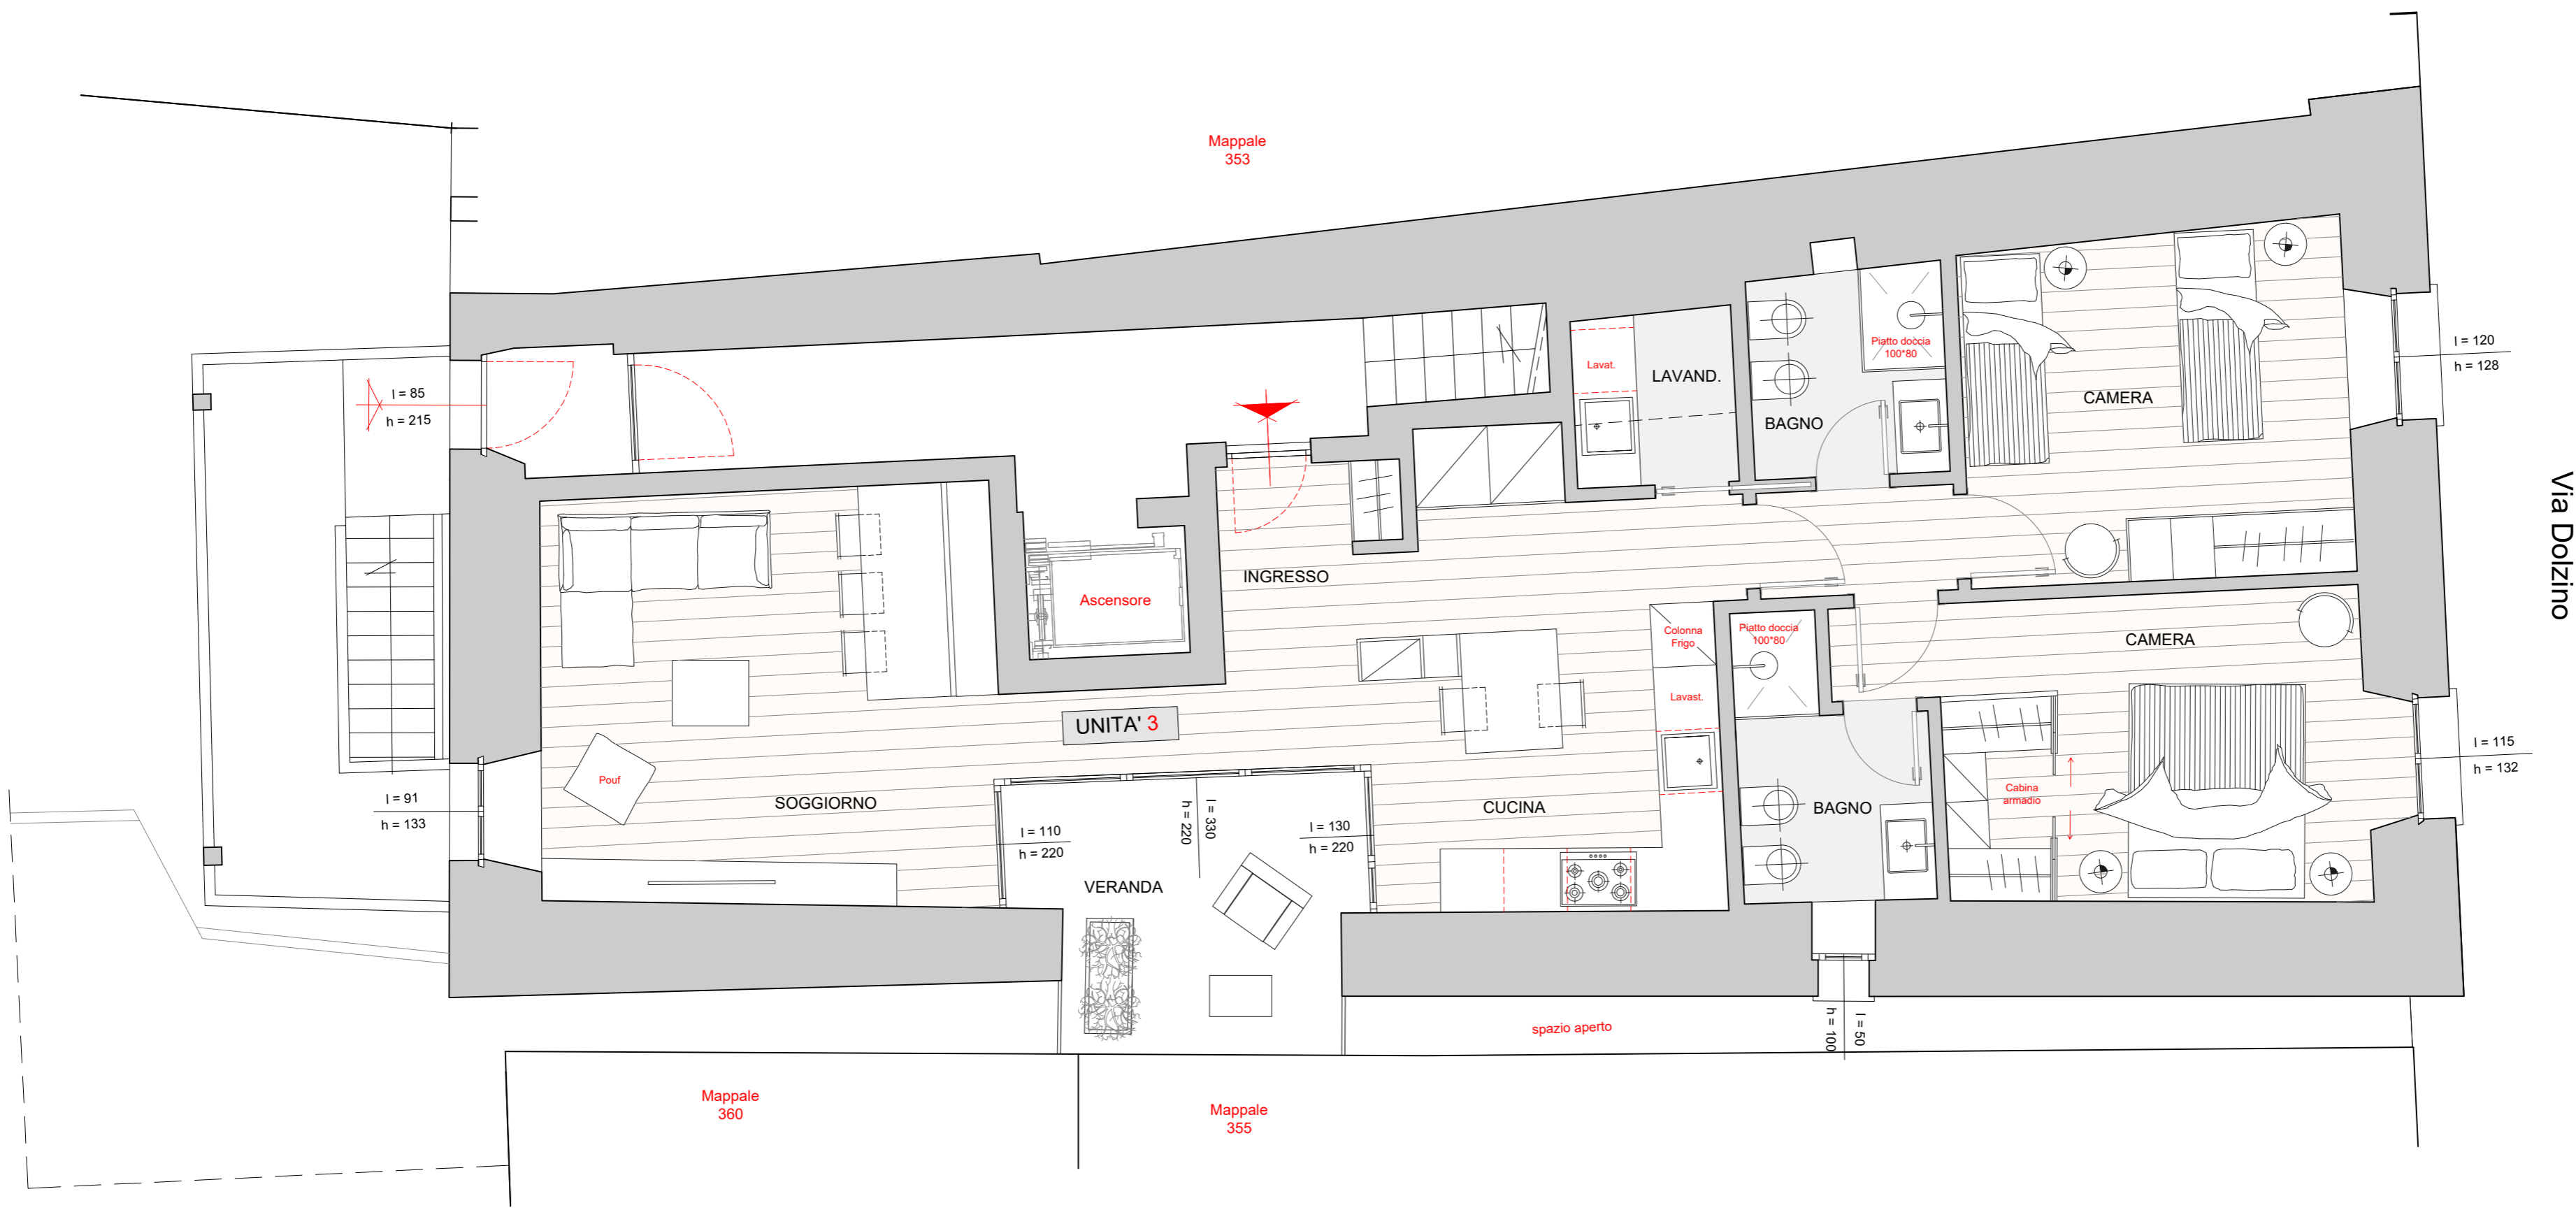 Mappale
353
l = 120
h = 128
Via Dolzino
Piatto doccia
100*80
Lavat.
LAVAND.
BAGNO
CAMERA
l = 85
h = 215
INGRESSO
Ascensore
Colonna
Frigo
Piatto doccia
100*80
CAMERA
Lavast.
UNITA' 3
l = 115
h = 132
Pouf
SOGGIORNO
l = 91
h = 133
l = 110
h = 220
l = 330
h = 220
l = 130
h = 220
CUCINA
BAGNO
Cabina
armadio
VERANDA
spazio aperto
l = 50
h = 100
Mappale
360
Mappale
355